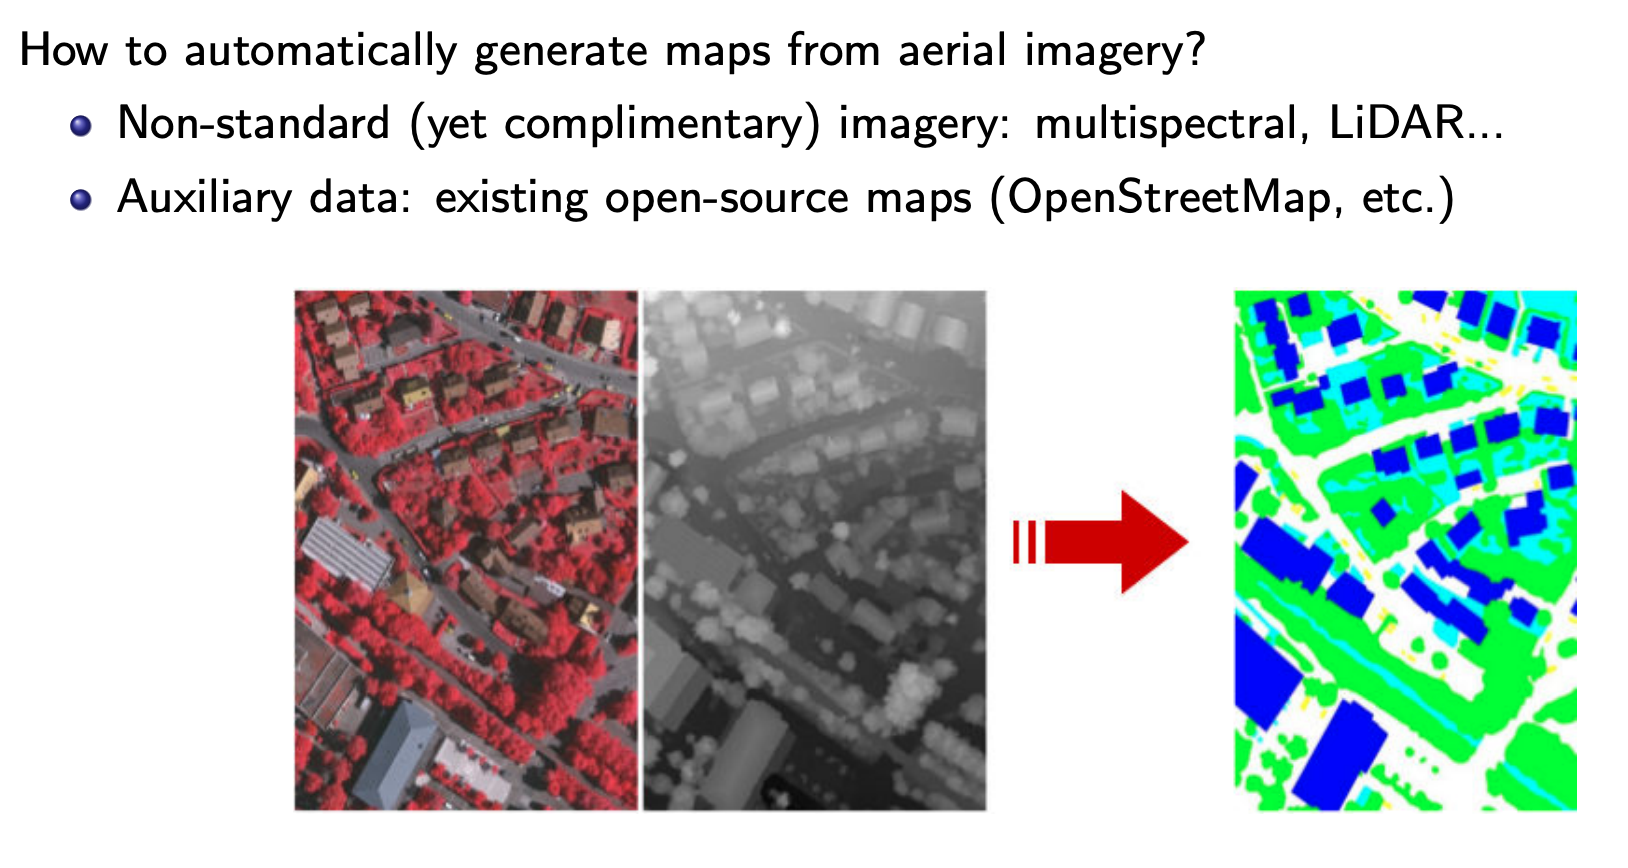 How to automatically generate maps from aerial imagery?
Non-standard (yet complimentary) imagery: multispectral, LiDAR...
Auxiliary data: existing open-source maps (OpenStreetMap, etc.)